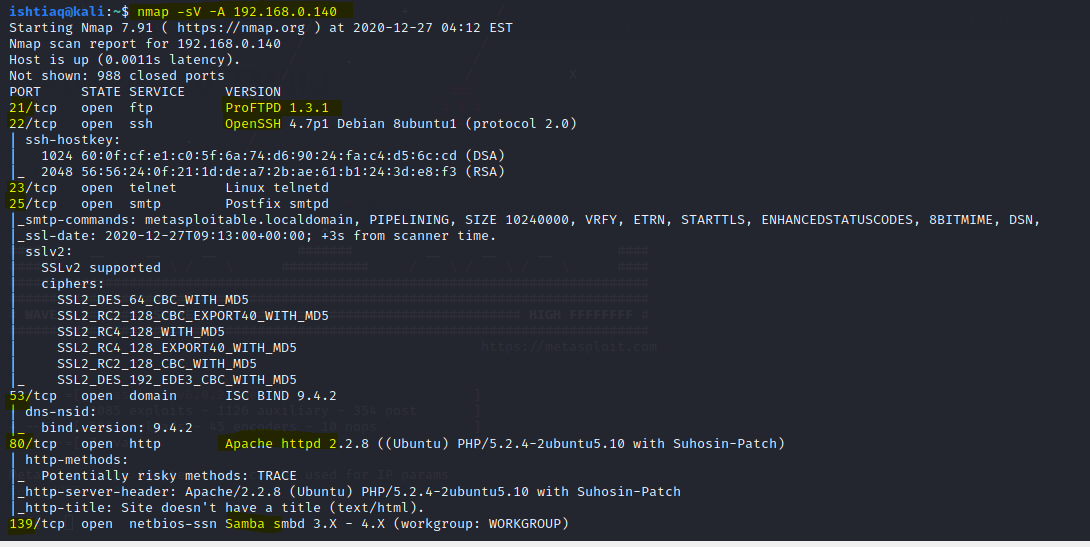 ishtiaq@kali:~$ nmap -sV -A 192.168.0.140
Starting Nmap 7.91 ( https://nmap.org ) at 2020-12-27 04:12 EST
Nmap scan report for 192.168.0.140
Host is up (0.0011s latency).
Not shown: 988 closed ports
PORT    STATE SERVICE     VERSION
21/tcp  open  ftp         ProFTPD 1.3.1
22/tcp  open  ssh         OpenSSH 4.7p1 Debian 8ubuntu1 (protocol 2.0)
| ssh-hostkey:
|   1024 60:0f:cf:e1:c0:5f:6a:74:d6:90:24:fa:c4:d5:6c:cd (DSA)
|_  2048 56:56:24:0f:21:1d:de:a7:2b:ae:61:b1:24:3d:e8:f3 (RSA)
23/tcp  open  telnet      Linux telnetd
25/tcp  open  smtp        Postfix smtpd
|_smtp-commands: metasploitable.localdomain, PIPELINING, SIZE 10240000, VRFY, ETRN, STARTTLS, ENHANCEDSTATUSCODES, 8BITMIME, DSN,
|_ssl-date: 2020-12-27T09:13:00+00:00; +3s from scanner time.
| sslv2:
|   SSLv2 supported
|   ciphers:
|     SSL2_DES_64_CBC_WITH_MD5
|     SSL2_RC2_128_CBC_EXPORT40_WITH_MD5
|     SSL2_RC4_128_WITH_MD5
|     SSL2_RC4_128_EXPORT40_WITH_MD5
|     SSL2_RC2_128_CBC_WITH_MD5
|_    SSL2_DES_192_EDE3_CBC_WITH_MD5
53/tcp  open  domain      ISC BIND 9.4.2
| dns-nsid:
|_  bind.version: 9.4.2
80/tcp  open  http        Apache httpd 2.2.8 ((Ubuntu) PHP/5.2.4-2ubuntu5.10 with Suhosin-Patch)
| http-methods:
|_  Potentially risky methods: TRACE
|_http-server-header: Apache/2.2.8 (Ubuntu) PHP/5.2.4-2ubuntu5.10 with Suhosin-Patch
|_http-title: Site doesn't have a title (text/html).
139/tcp open  netbios-ssn Samba smbd 3.X - 4.X (workgroup: WORKGROUP)